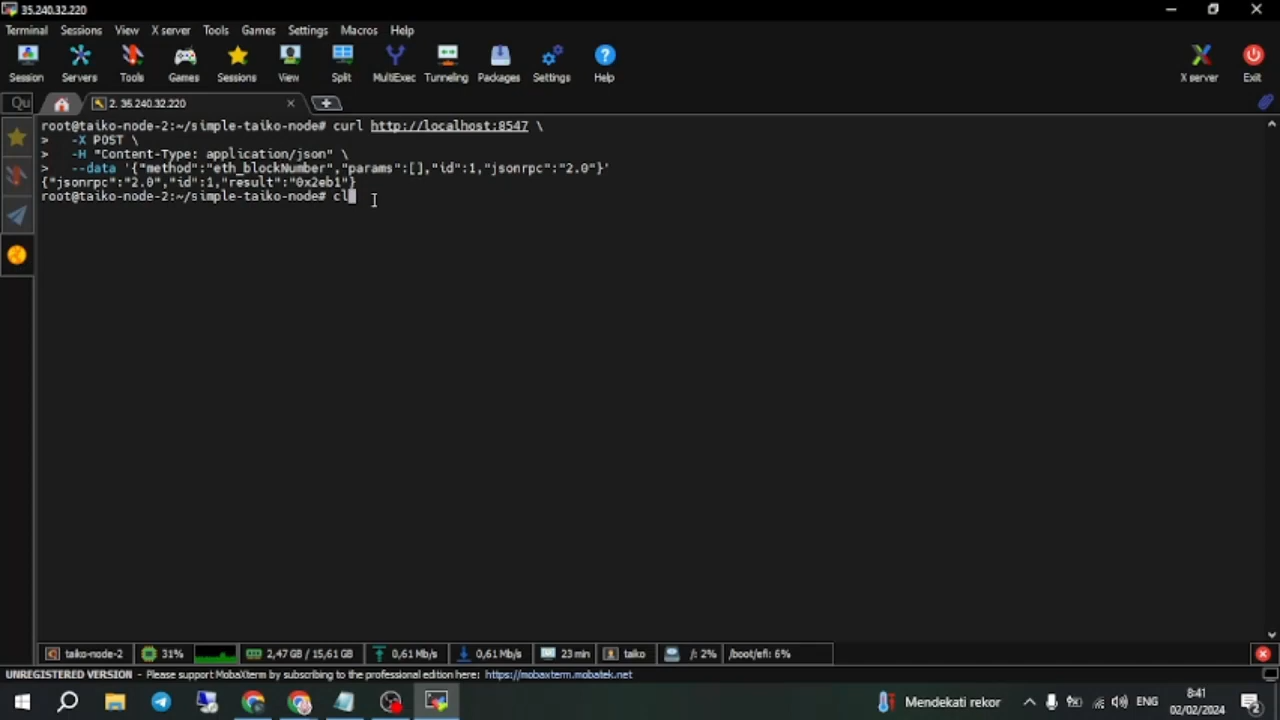 35.240.32.220
Terminal Sessions View X server Tools Games Settings Macros Help
Session Servers Tools Games Sessions View Split MultiExec Tunneling Packages Settings Help X server Exit
Qu 2. 35.240.32.220
root@taiko-node-2:~/simple-taiko-node# curl http://localhost:8547 \
> -X POST \
> -H "Content-Type: application/json" \
> --data '{"method":"eth_blockNumber","params":[],"id":1,"jsonrpc":"2.0"}'
{"jsonrpc":"2.0","id":1,"result":"0x2eb1"}
root@taiko-node-2:~/simple-taiko-node# cl
taiko-node-2 31% 2,47 GB / 15,61 GB 0,61 Mb/s 0,61 Mb/s 23 min taiko /: 2% /boot/efi: 6%
UNREGISTERED VERSION - Please support MobaXterm by subscribing to the professional edition here: https://mobaxterm.mobatek.net
Mendekati rekor ENG 8:41
02/02/2024 2